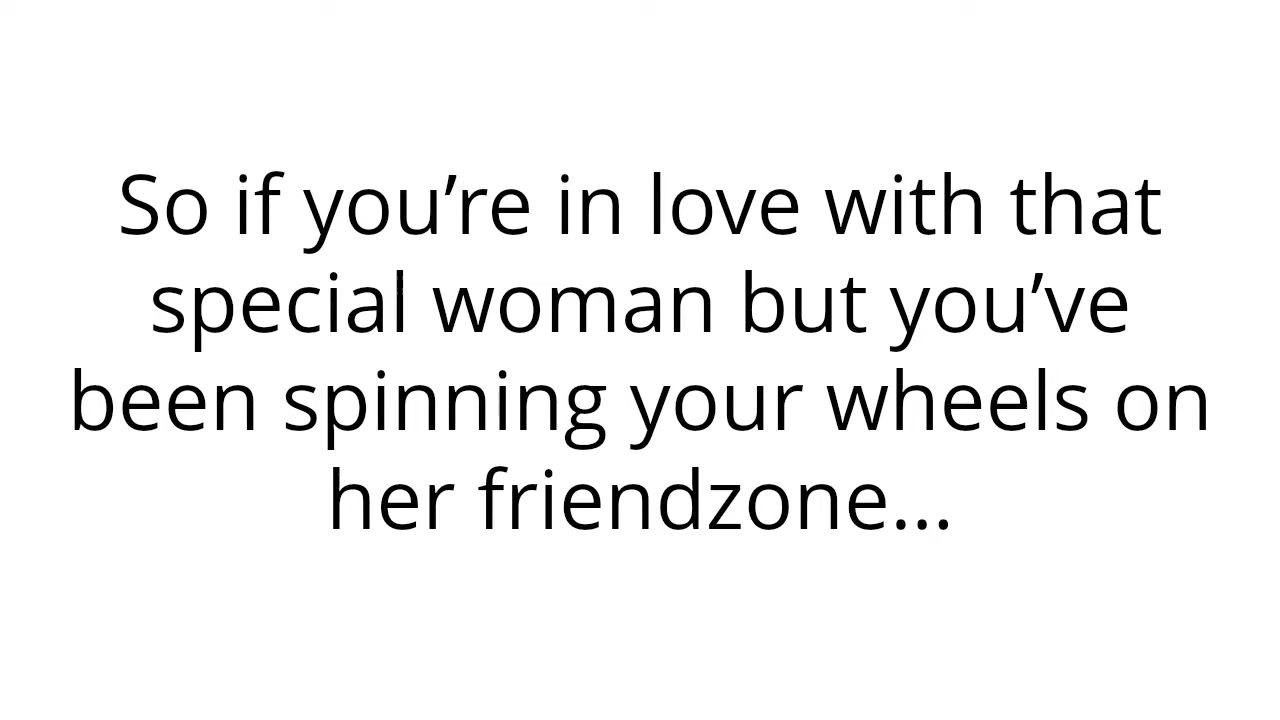 So if you’re in love with that
special woman but you’ve
been spinning your wheels on
her friendzone...